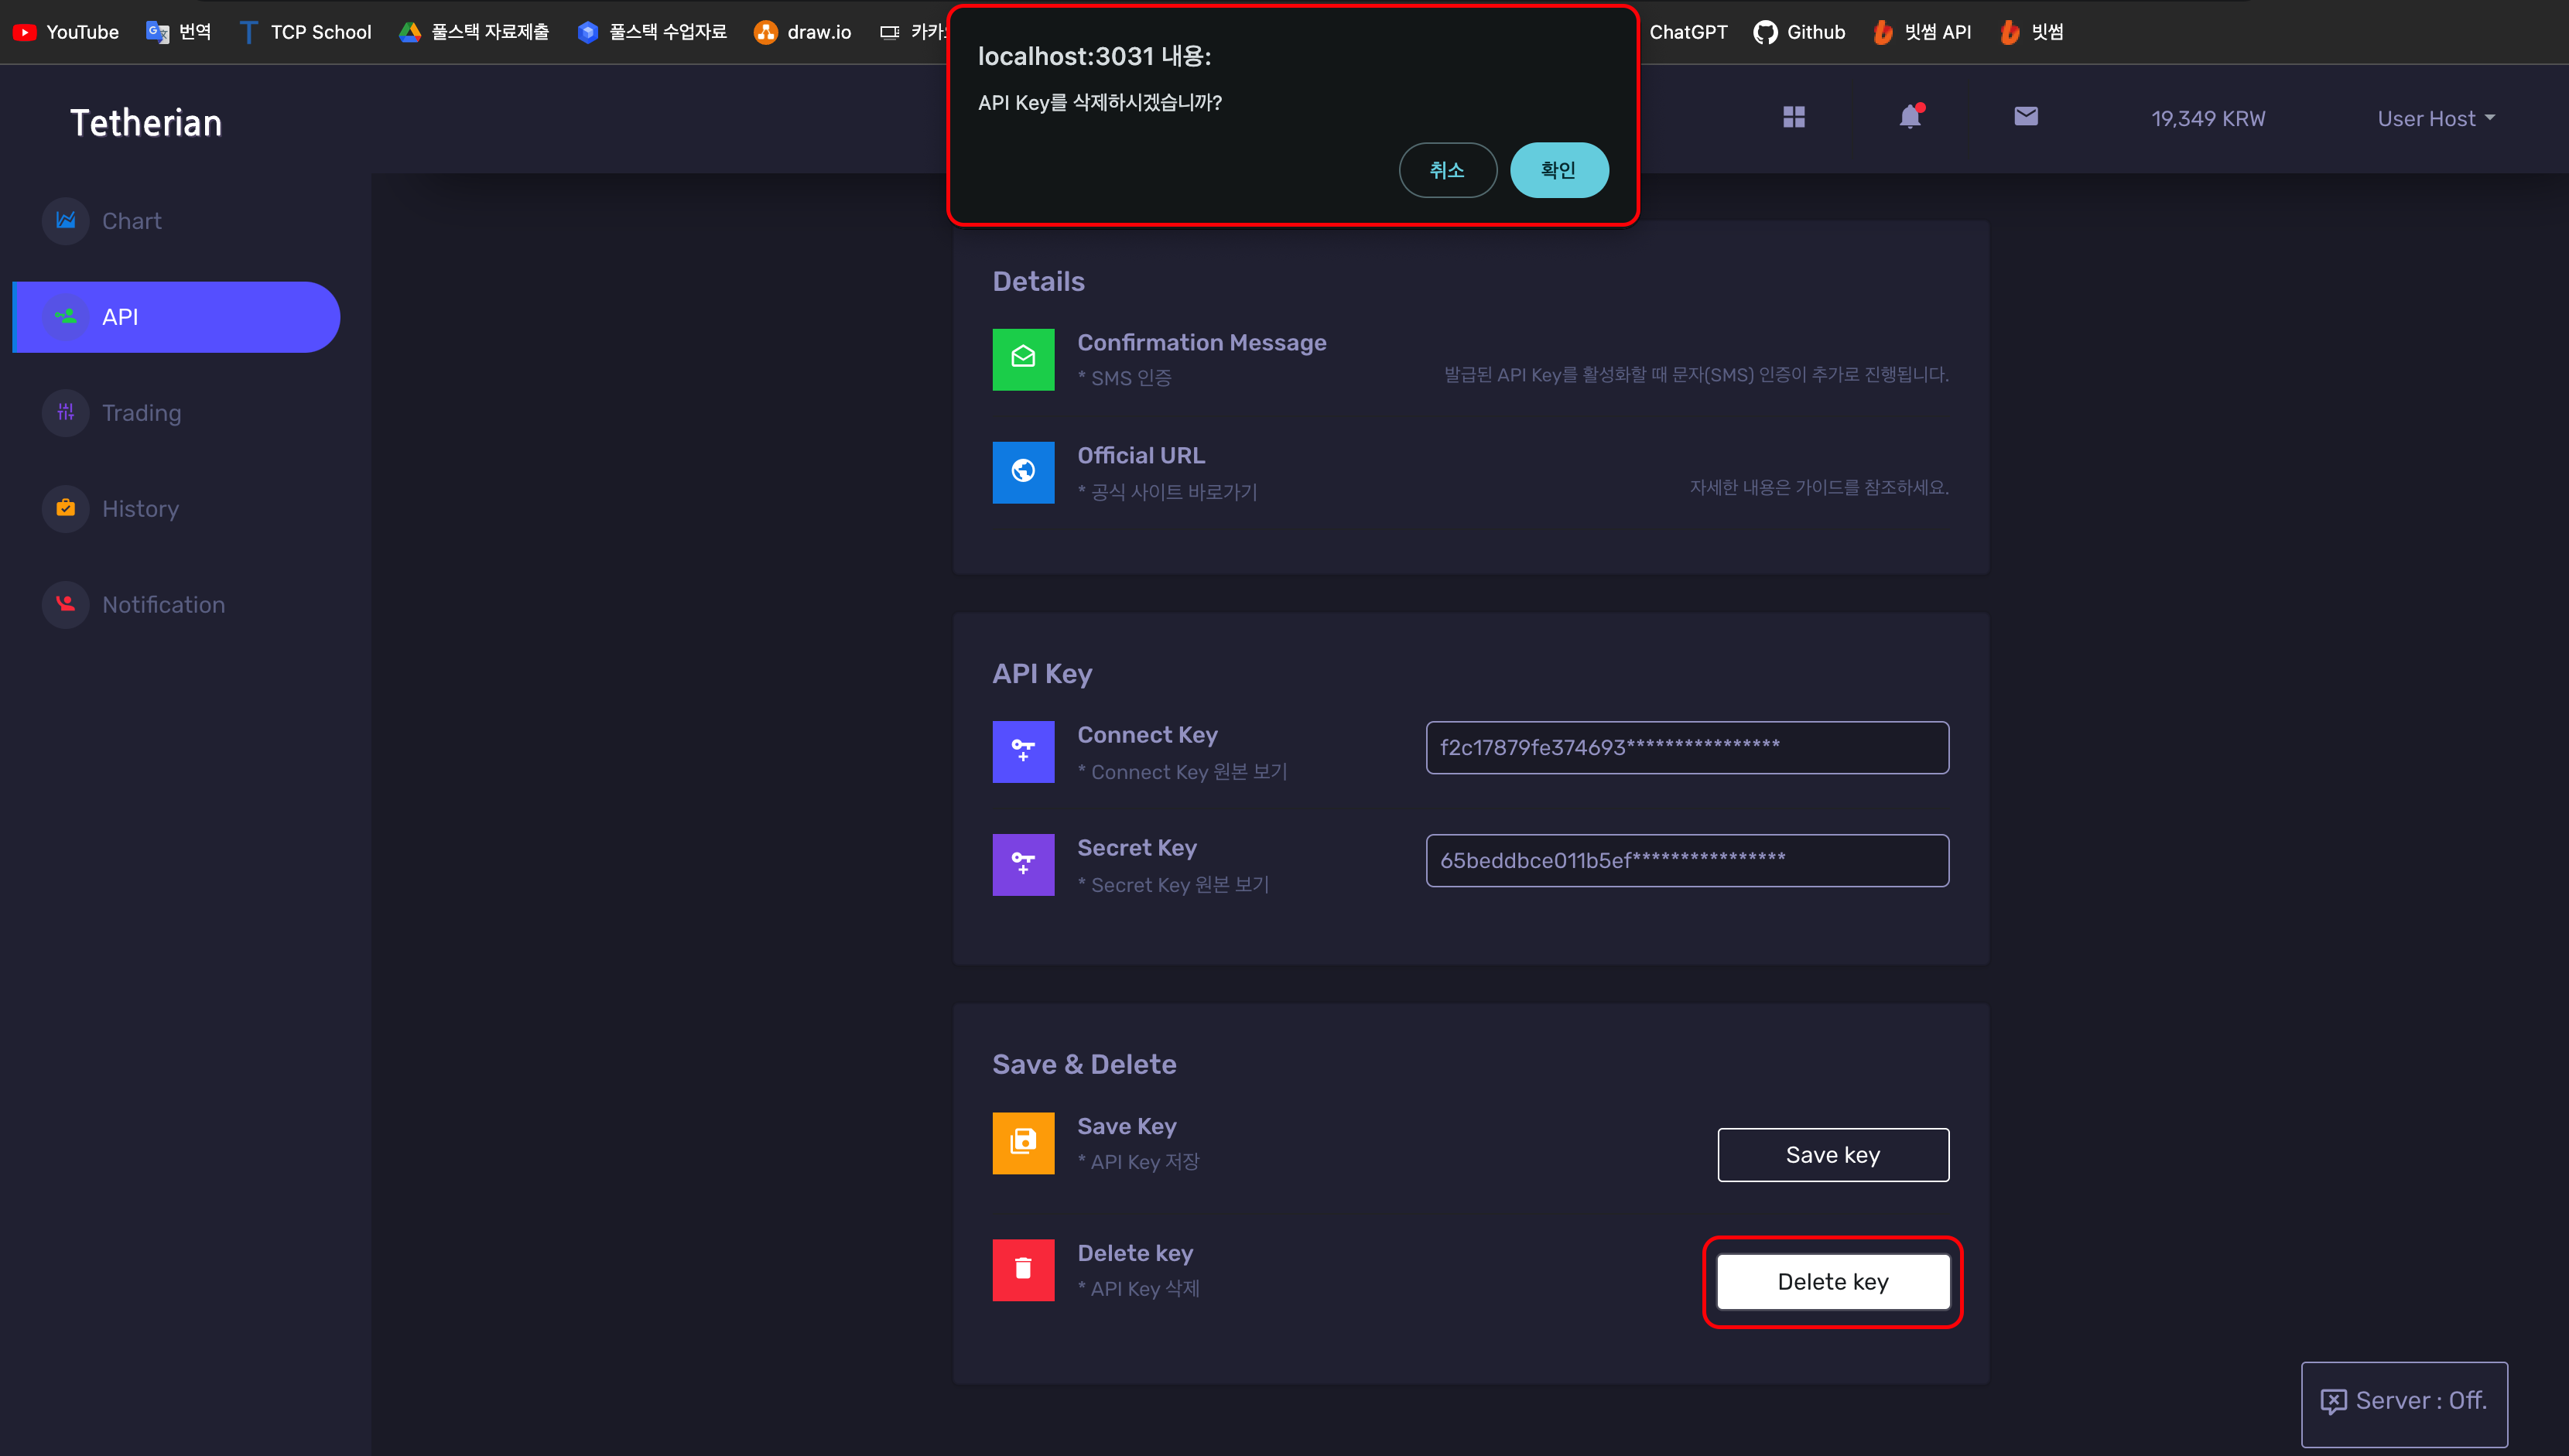 YouTube 번역 TCP School 풀스택 자료제출 풀스택 수업자료 draw.io ChatGPT Github 빗썸 API 빗썸
localhost:3031 내용:
API Key를 삭제하시겠습니까?
취소 확인
Tetherian
19,349 KRW
User Host
Chart
API
Trading
History
Notification
Details
Confirmation Message
* SMS 인증
발급된 API Key를 활성화할 때 문자(SMS) 인증이 추가로 진행됩니다.
Official URL
* 공식 사이트 바로가기
자세한 내용은 가이드를 참조하세요.
API Key
Connect Key
* Connect Key 원본 보기
f2c17879fe374693****************
Secret Key
* Secret Key 원본 보기
65beddbce011b5ef****************
Save & Delete
Save Key
* API Key 저장
Save key
Delete key
* API Key 삭제
Delete key
Server : Off.